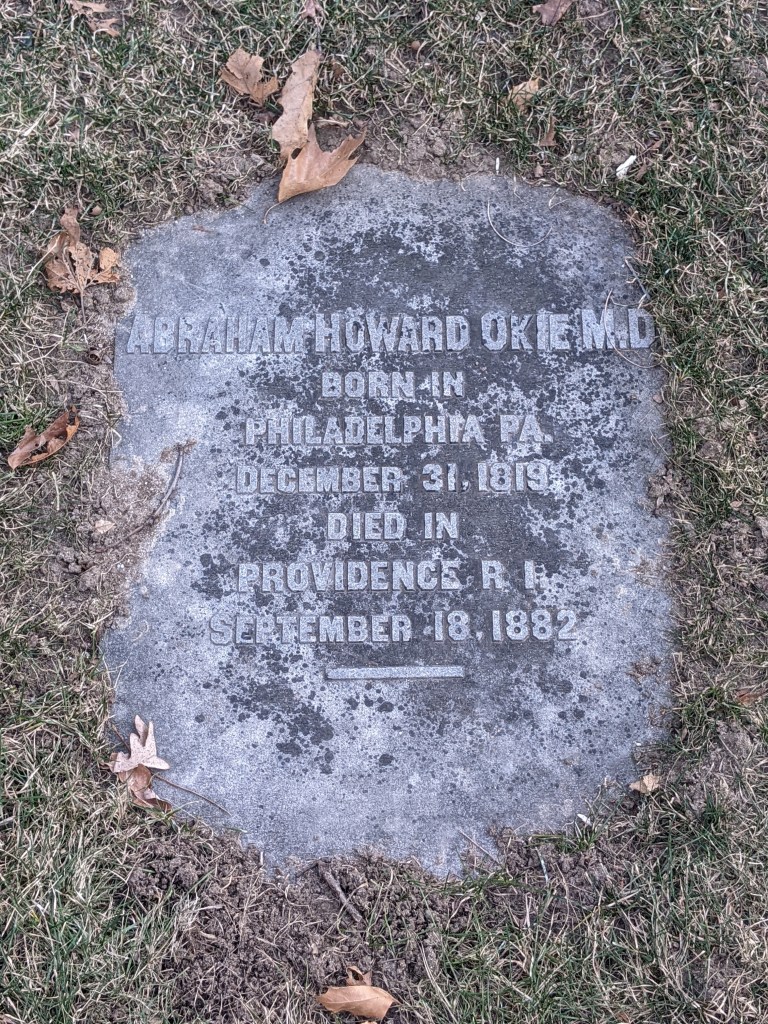 ABRAHAM HOWARD OKIE M.D
BORN IN
PHILADELPHIA PA.
DECEMBER 31, 1819.
DIED IN
PROVIDENCE R. I.
SEPTEMBER 18, 1882